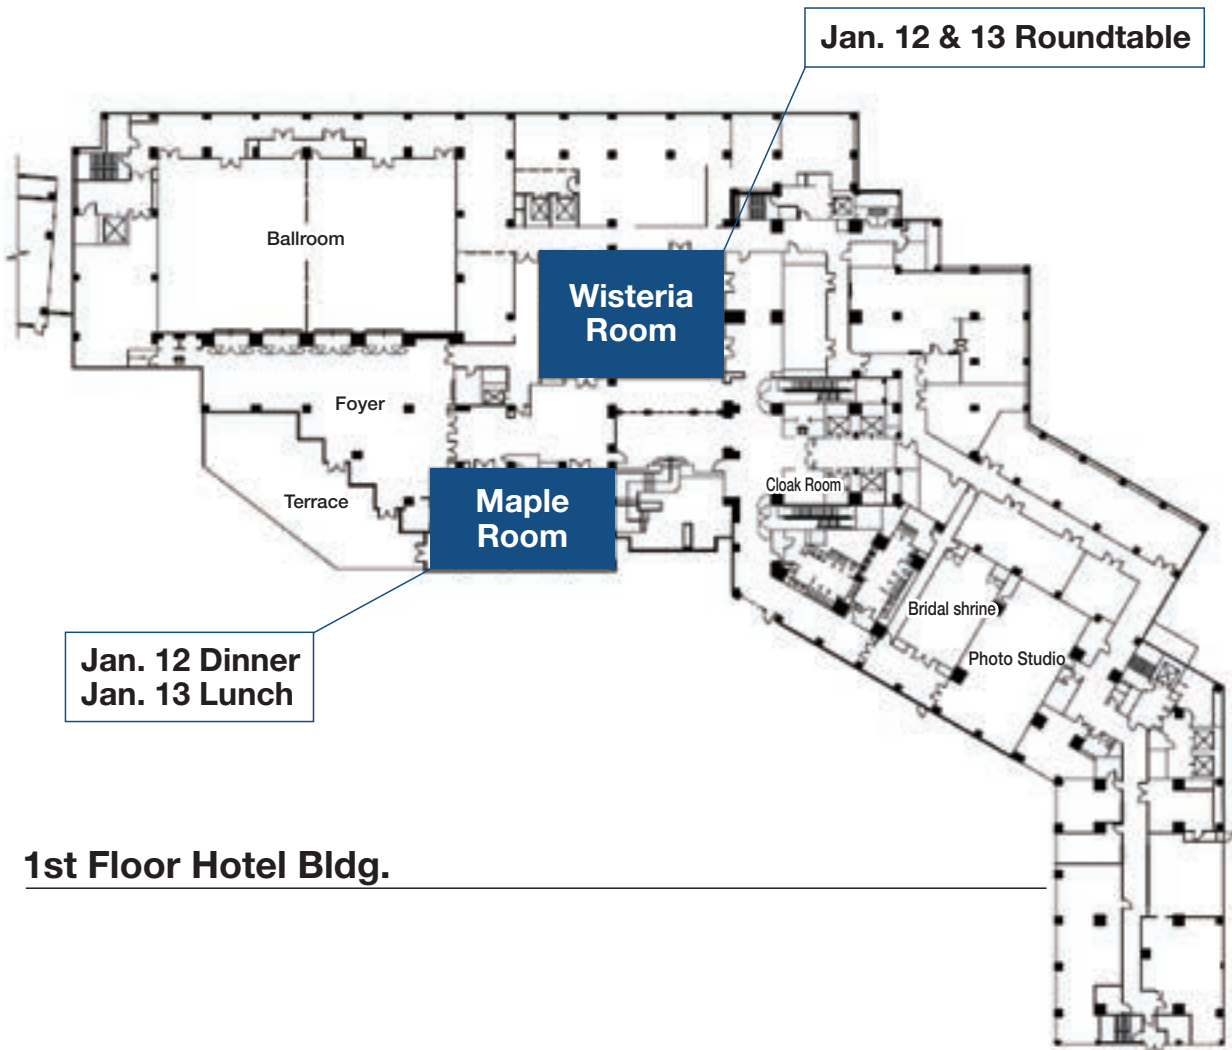 Jan. 12 & 13 Roundtable
Ballroom
Wisteria
Room
Foyer
Terrace
Maple
Room
Cloak Room
Bridal shrine
Photo Studio
Jan. 12 Dinner
Jan. 13 Lunch
1st Floor Hotel Bldg.